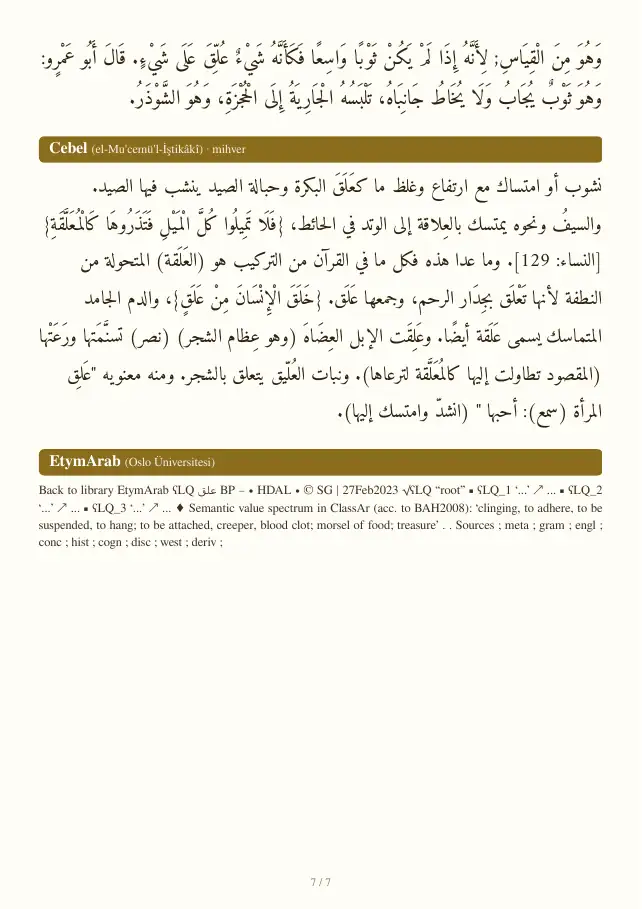 وَهُوَ مِنَ الْقِيَاسِ; لِأَنَّهُ إِذَا لَمْ يَكُنْ ثَوْبًا وَاسِعًا فَكَأَنَّهُ شَيْءٌ عُلِّقَ عَلَى شَيْءٍ. قَالَ أَبُو عَمْرٍو:
وَهُوَ ثَوْبٌ يُجَابُ وَلَا يُخَاطُ جَانِبَاهُ، تَلْبَسُهُ الْجَارِيَةُ إِلَى الْحُجْزَةِ، وَهُوَ الشَّوْذَرُ.
Cebel (el-Mu'cemü'l-İştikâkî) · mihver
نشوب أو امتساك مع ارتفاع وغلظ ما كعَلَقَ البكرة وحبالة الصيد ينشب فيها الصيد.
والسيفُ ونحوه يمتسك بالعِلاقة إلى الوتد في الحائط، {فَلَا تَمِيلُوا كُلَّ الْمَيْلِ فَتَذَرُوهَا كَالْمُعَلَّقَةِ}
[النساء: 129]. وما عدا هذه فكل ما في القرآن من التركيب هو (العَلَقة) المتحولة من
النطفة لأنها تَعْلَق بجِدَار الرحم، وجمعها عَلَق. {خَلَقَ الْإِنْسَانَ مِنْ عَلَقٍ}، والدم الجامد
المتماسك يسمى عَلَقة أيضًا. وعَلِقَت الإبل العِضَاهَ (وهو عِظام الشجر) (نصر) تسنَّمَتها ورَعَتْها
(المقصود تطاولت إليها كالمُعَلَّقة لترعاها). ونبات العُلّيق يتعلق بالشجر. ومنه معنويه "عَلِق
المرأة (سمع): أحبها " (انشدّ وامتسك إليها).
EtymArab (Oslo Üniversitesi)
Back to library EtymArab ʕLQ علق BP – • HDAL • © SG | 27Feb2023 √ʕLQ “root” ▪ ʕLQ_1 ‘...’ ↗ ... ▪ ʕLQ_2
‘...’ ↗ ... ▪ ʕLQ_3 ‘...’ ↗ ... ♦ Semantic value spectrum in ClassAr (acc. to BAH2008): ‘clinging, to adhere, to be
suspended, to hang; to be attached, creeper, blood clot; morsel of food; treasure’ . . Sources ; meta ; gram ; engl ;
conc ; hist ; cogn ; disc ; west ; deriv ;
7 / 7